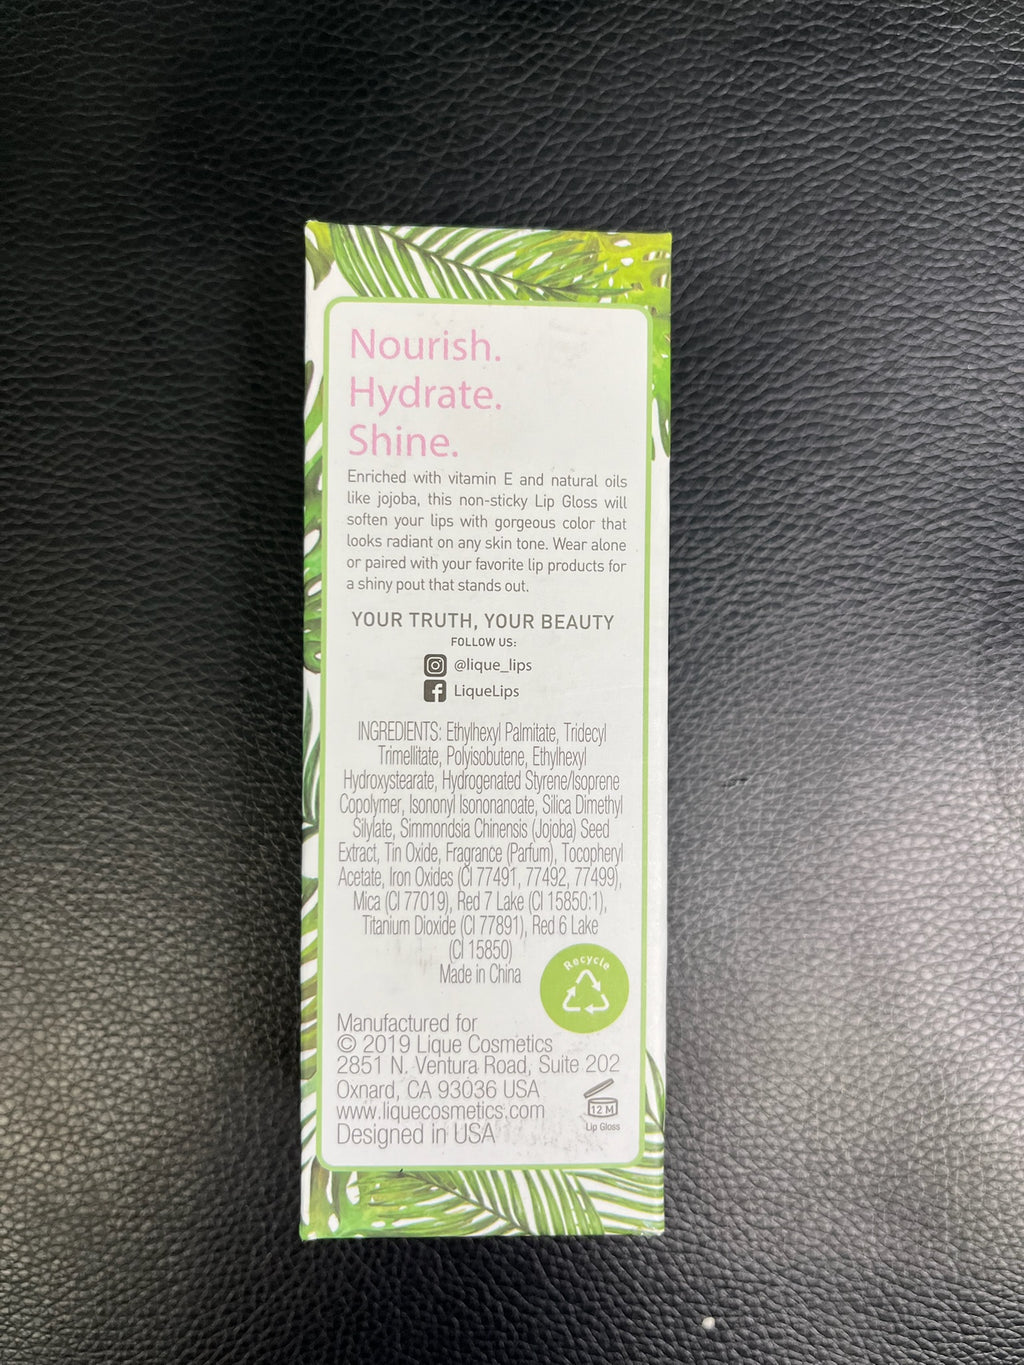 Nourish.
Hydrate.
Shine.
Enriched with vitamin E and natural oils
like jojoba, this non-sticky Lip Gloss will
soften your lips with gorgeous color that
looks radiant on any skin tone. Wear alone
or paired with your favorite lip products for
a shiny pout that stands out.
YOUR TRUTH, YOUR BEAUTY
FOLLOW US:
@lique_lips
LiqueLips
INGREDIENTS: Ethylhexyl Palmitate, Tridecyl
Trimellitate, Polyisobutene, Ethylhexyl
Hydroxystearate, Hydrogenated Styrene/Isoprene
Copolymer, Isononyl Isononanoate, Silica Dimethyl
Silylate, Simmondsia Chinensis (Jojoba) Seed
Extract, Tin Oxide, Fragrance (Parfum), Tocopheryl
Acetate, Iron Oxides (CI 77491, 77492, 77499),
Mica (CI 77019), Red 7 Lake (CI 15850:1),
Titanium Dioxide (CI 77891), Red 6 Lake
(CI 15850)
Made in China
Recycle
Manufactured for
© 2019 Lique Cosmetics
2851 N. Ventura Road, Suite 202
Oxnard, CA 93036 USA
www.liquecosmetics.com
Designed in USA
12 M
Lip Gloss